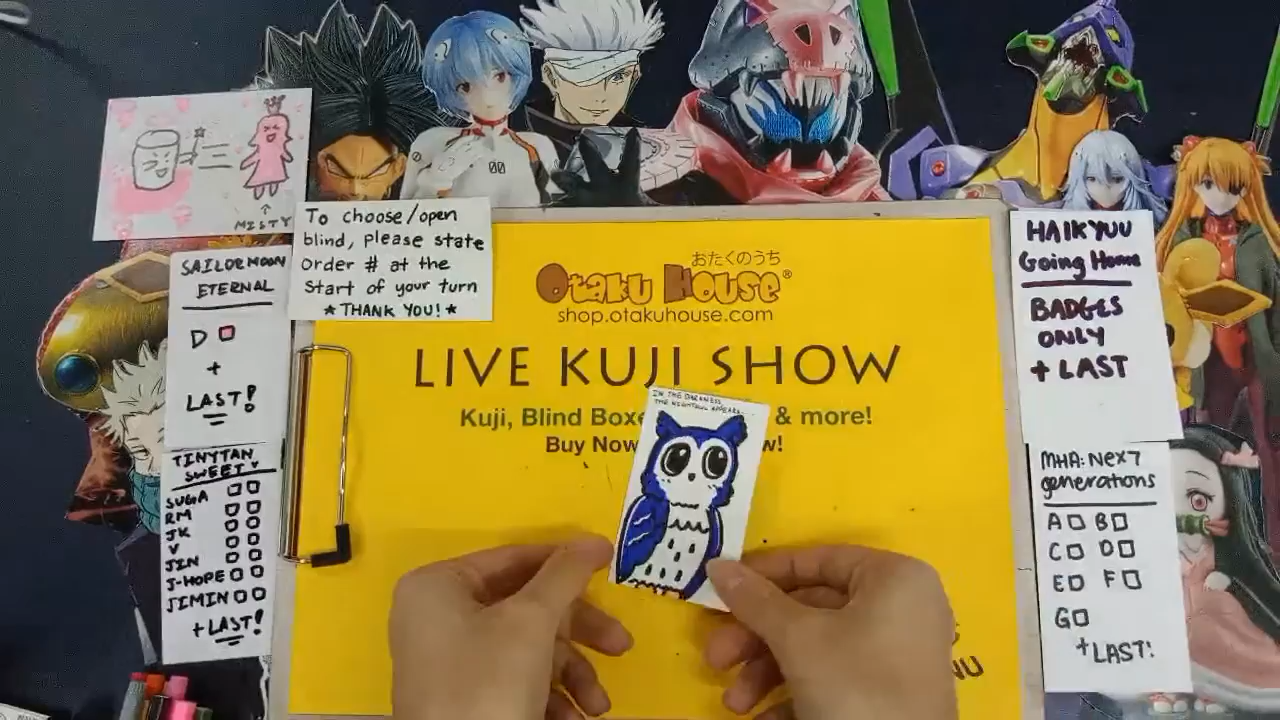 MISTY
To choose/open
blind, please state
Order # at the
Start of your turn
★THANK YOU!★
SAILORMOON
ETERNAL
D
+
LAST!
TINYTAN
SWEET
SUGA
RM
JK
V
JIN
J-HOPE
JIMIN
+LAST!
おたくのうち
Otaku House®
shop.otakuhouse.com
LIVE KUJI SHOW
Kuji, Blind Boxe & more!
Buy Now w!
IN THE DARKNESS,
THE NIGHTOWL APPEARS...
00
HAIKYUU
Going Home
BADGES
ONLY
+ LAST
MHA: Next
generations
A B
C D
E F
G
+LAST!